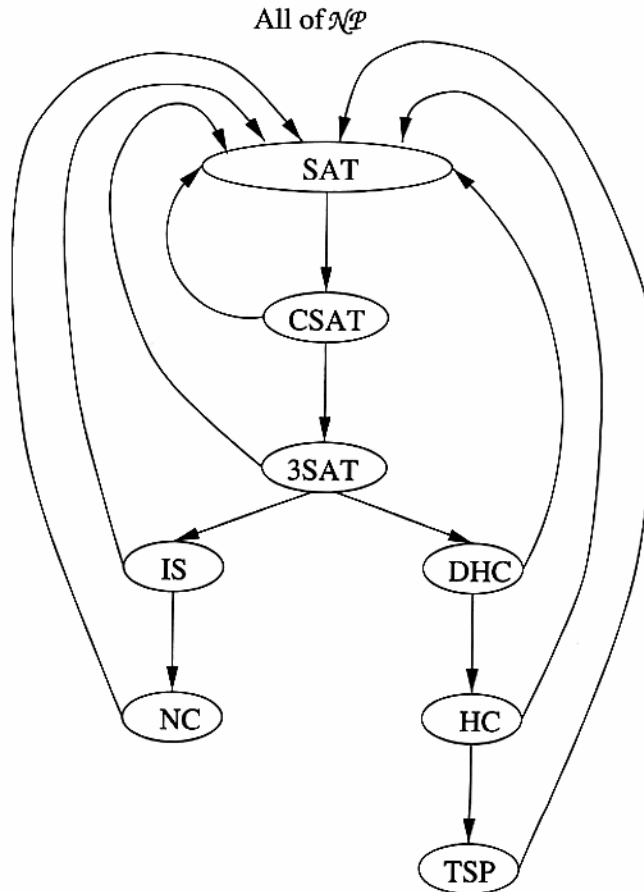 All of 𝒩𝒫
SAT
CSAT
3SAT
IS DHC
NC HC
TSP